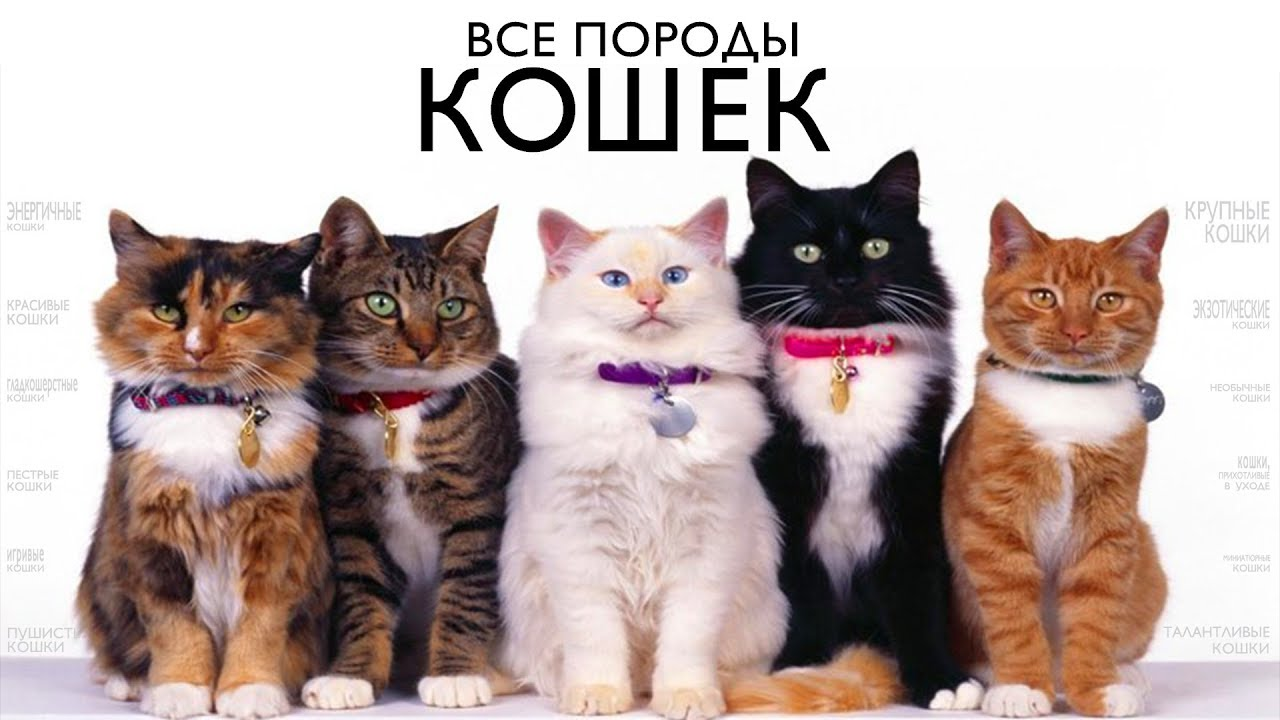 ВСЕ ПОРОДЫ
КОШЕК
ЭНЕРГИЧНЫЕ
КОШКИ
КРАСИВЫЕ
КОШКИ
гладкошерстные
КОШКИ
ПЕСТРЫЕ
КОШКИ
игривые
КОШКИ
ПУШИСТЫ
КОШКИ
КРУПНЫЕ
КОШКИ
ЭКЗОТИЧЕСКИЕ
КОШКИ
НЕОБЫЧНЫЕ
КОШКИ
КОШКИ,
ПРИХОТЛИВЫЕ
В УХОДЕ
МИНИАТЮРНЫЕ
КОШКИ
ТАЛАНТЛИВЫЕ
КОШКИ